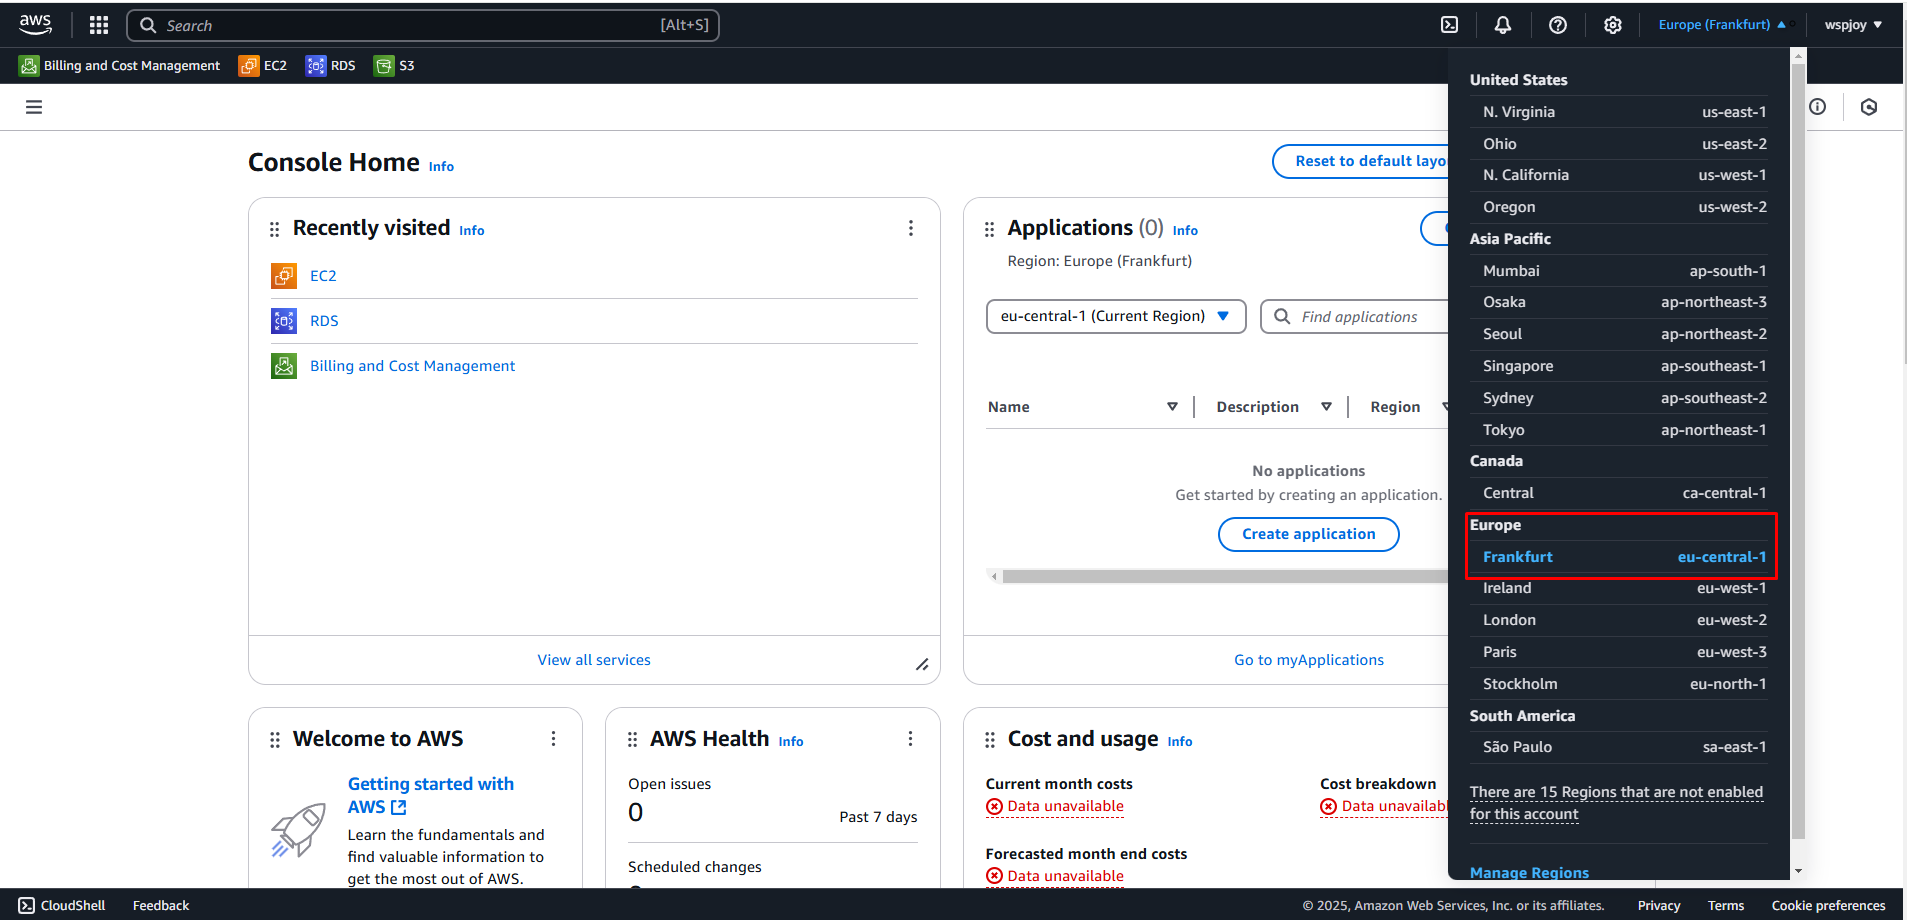 aws
Search
[Alt+S]
Europe (Frankfurt)
wspjoy
Billing and Cost Management
EC2
RDS
S3
Console Home
Info
Reset to default layo
Recently visited
Info
EC2
RDS
Billing and Cost Management
View all services
Applications (0)
Info
Region: Europe (Frankfurt)
eu-central-1 (Current Region)
Find applications
Name
Description
Region
No applications
Get started by creating an application.
Create application
Go to myApplications
Welcome to AWS
Getting started with
AWS
Learn the fundamentals and
find valuable information to
get the most out of AWS.
AWS Health
Info
Open issues
0
Past 7 days
Scheduled changes
Cost and usage
Info
Current month costs
Data unavailable
Cost breakdown
Data unavailabl
Forecasted month end costs
Data unavailable
United States
N. Virginia us-east-1
Ohio us-east-2
N. California us-west-1
Oregon us-west-2
Asia Pacific
Mumbai ap-south-1
Osaka ap-northeast-3
Seoul ap-northeast-2
Singapore ap-southeast-1
Sydney ap-southeast-2
Tokyo ap-northeast-1
Canada
Central ca-central-1
Europe
Frankfurt eu-central-1
Ireland eu-west-1
London eu-west-2
Paris eu-west-3
Stockholm eu-north-1
South America
São Paulo sa-east-1
There are 15 Regions that are not enabled
for this account
Manage Regions
CloudShell
Feedback
© 2025, Amazon Web Services, Inc. or its affiliates.
Privacy
Terms
Cookie preferences